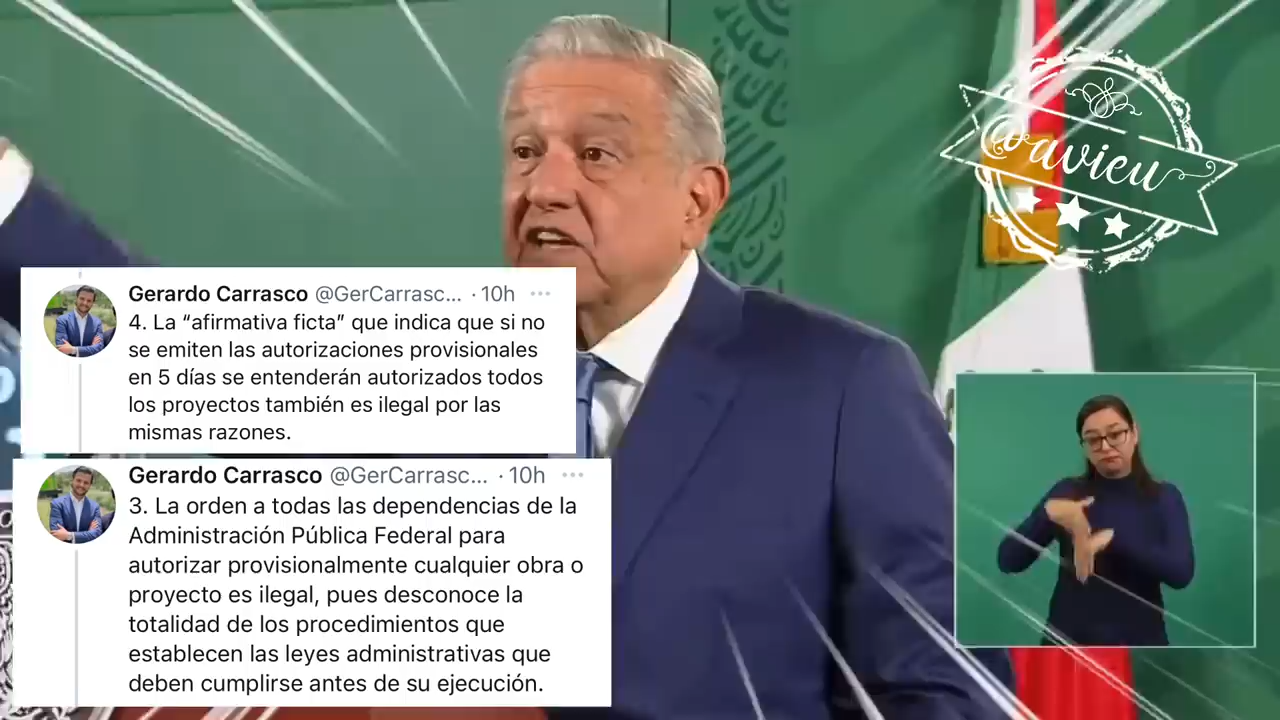 @avieu
Gerardo Carrasco @GerCarrasc... · 10h ...
4. La “afirmativa ficta” que indica que si no
se emiten las autorizaciones provisionales
en 5 días se entenderán autorizados todos
los proyectos también es ilegal por las
mismas razones.
Gerardo Carrasco @GerCarrasc... · 10h ...
3. La orden a todas las dependencias de la
Administración Pública Federal para
autorizar provisionalmente cualquier obra o
proyecto es ilegal, pues desconoce la
totalidad de los procedimientos que
establecen las leyes administrativas que
deben cumplirse antes de su ejecución.